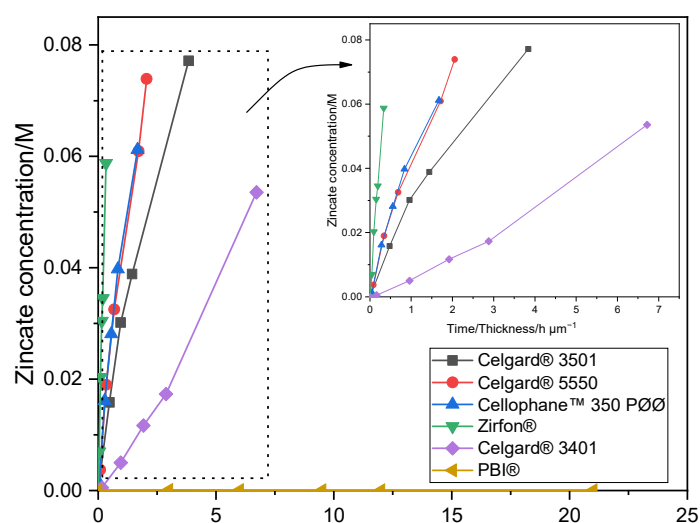 0.08
0.06
0.04
0.02
0.00
Zincate concentration/M
0 5 10 15 20 25
0.08
0.06
0.04
0.02
0.00
Zincate concentration/M
0 1 2 3 4 5 6 7
Time/Thickness/h μm⁻¹
Celgard® 3501
Celgard® 5550
Cellophane™ 350 PØØ
Zirfon®
Celgard® 3401
PBI®